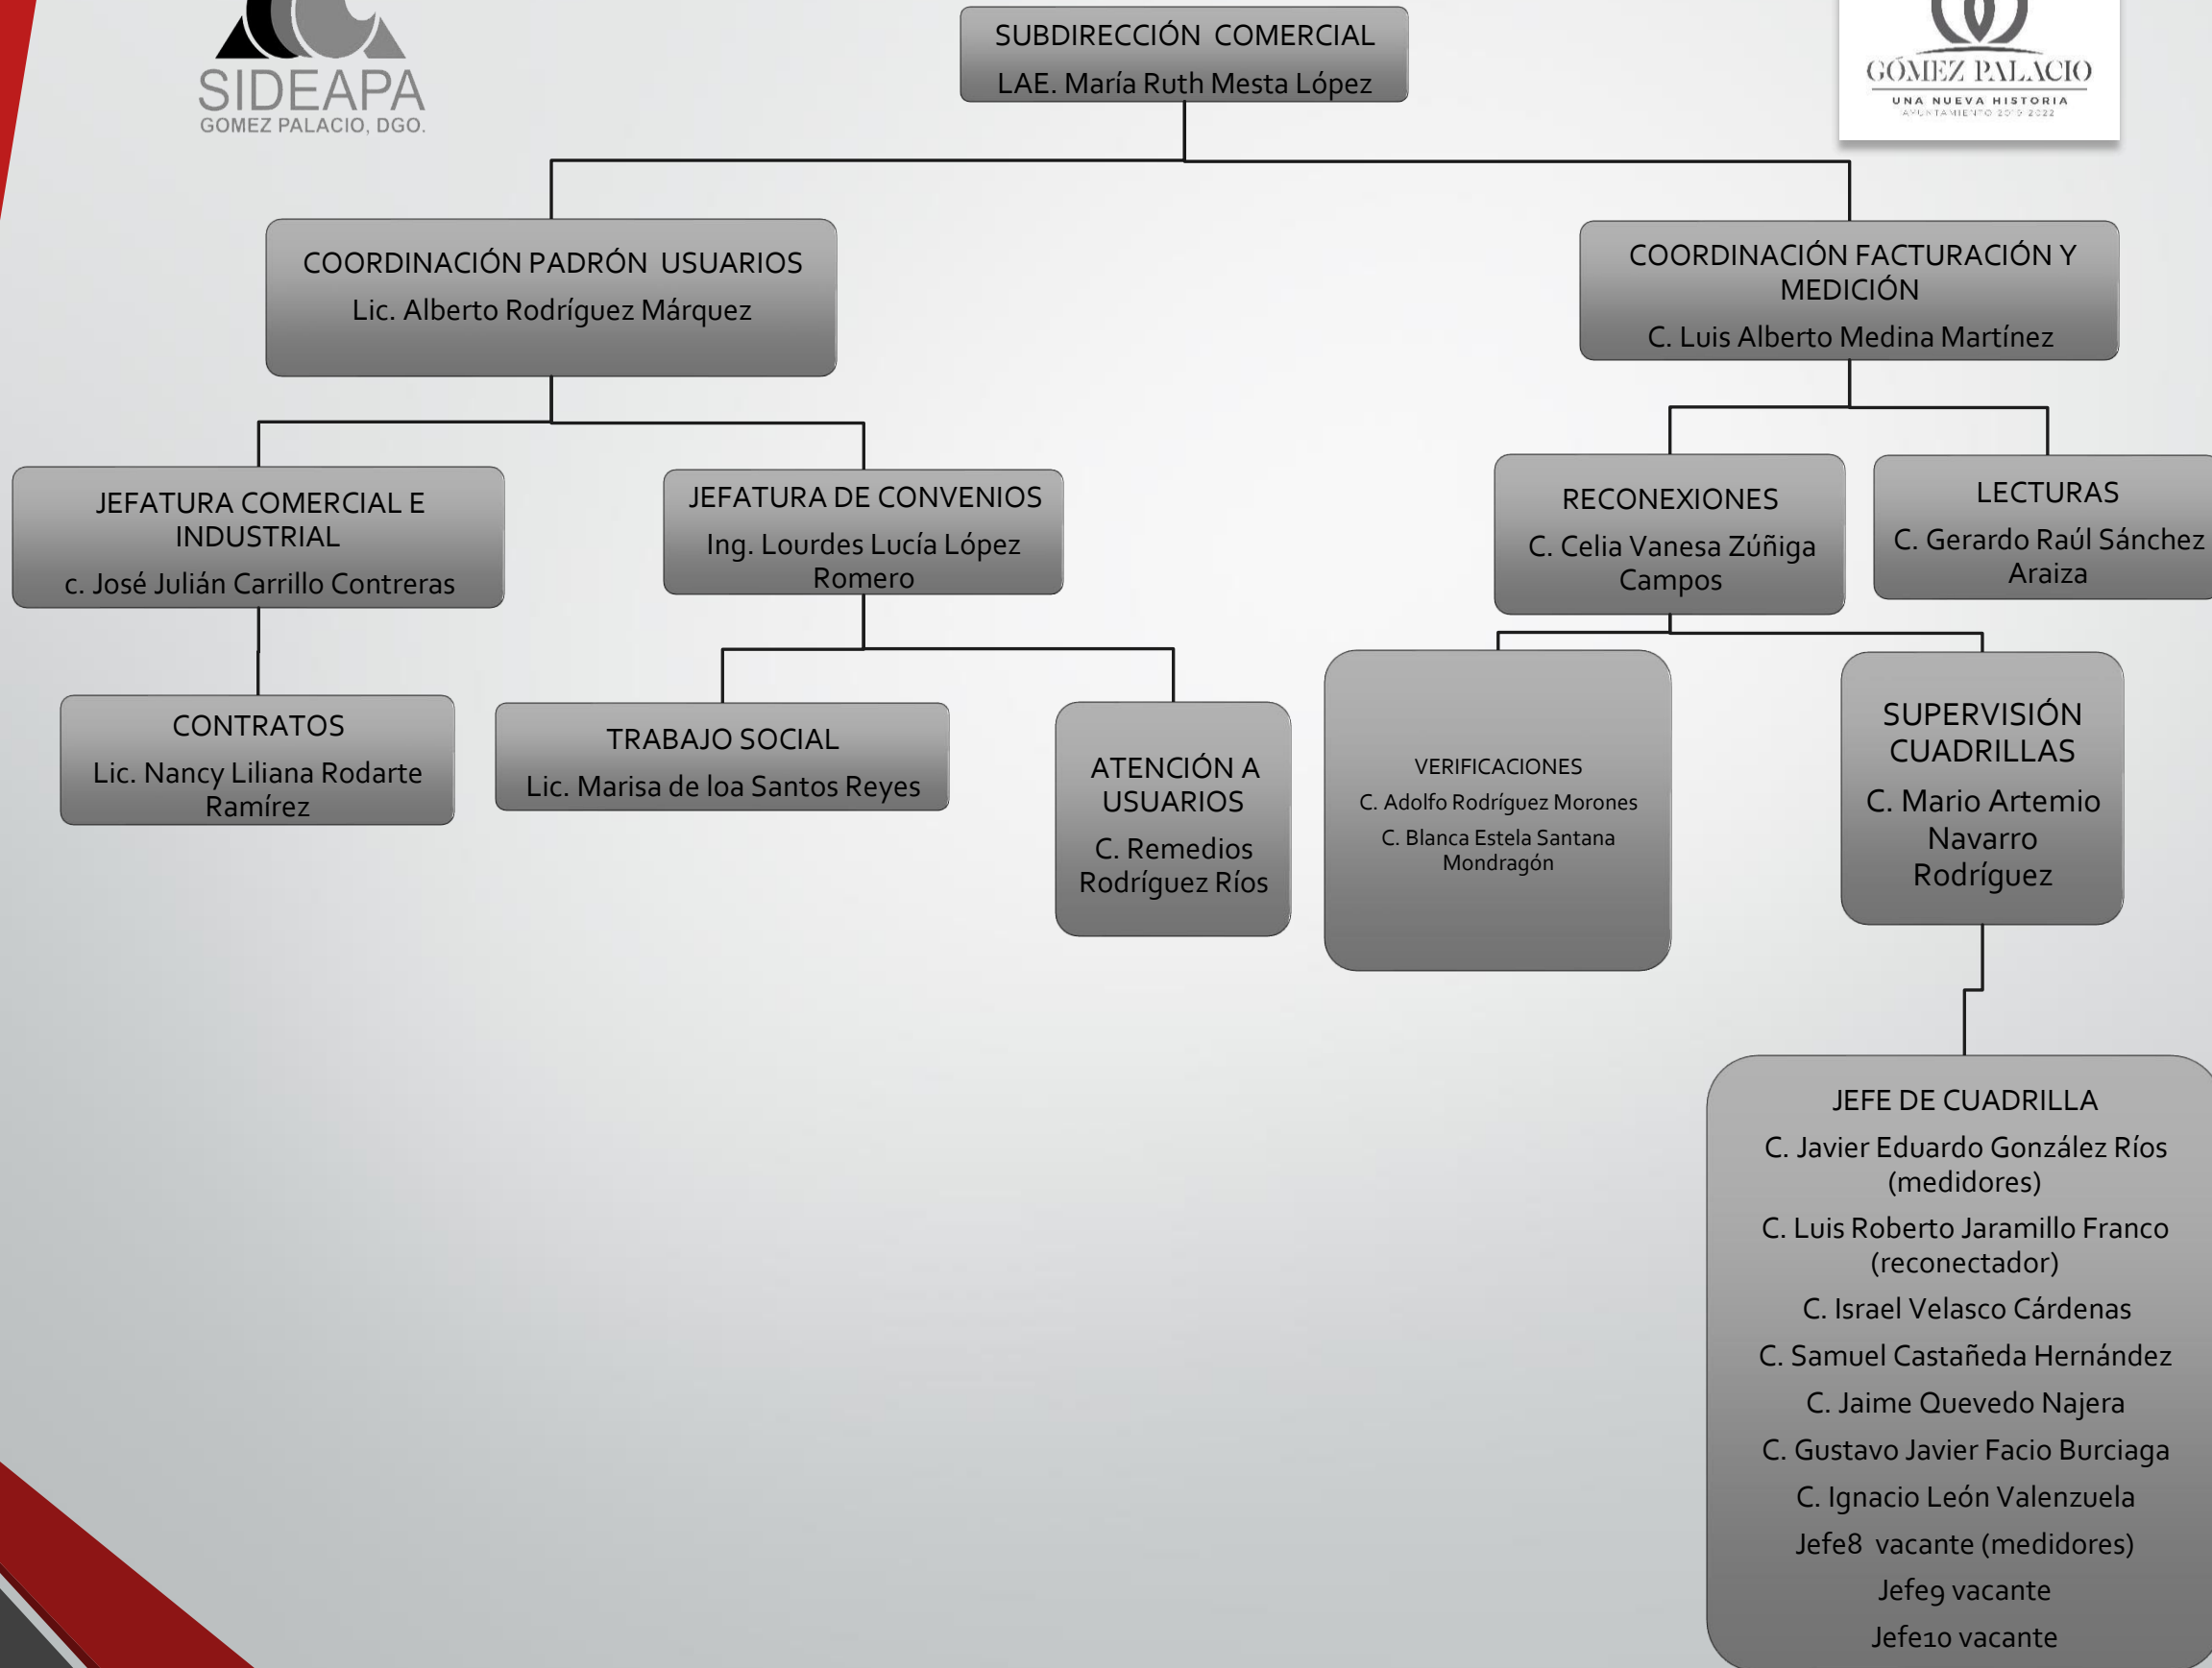 SIDEAPA
GOMEZ PALACIO, DGO.
SUBDIRECCIÓN COMERCIAL
LAE. María Ruth Mesta López
GÓMEZ PALACIO
UNA NUEVA HISTORIA
AYUNTAMIENTO 2019-2022
COORDINACIÓN PADRÓN USUARIOS
Lic. Alberto Rodríguez Márquez
COORDINACIÓN FACTURACIÓN Y
MEDICIÓN
C. Luis Alberto Medina Martínez
JEFATURA COMERCIAL E
INDUSTRIAL
c. José Julián Carrillo Contreras
JEFATURA DE CONVENIOS
Ing. Lourdes Lucía López
Romero
RECONEXIONES
C. Celia Vanesa Zúñiga
Campos
LECTURAS
C. Gerardo Raúl Sánchez
Araiza
CONTRATOS
Lic. Nancy Liliana Rodarte
Ramírez
TRABAJO SOCIAL
Lic. Marisa de loa Santos Reyes
ATENCIÓN A
USUARIOS
C. Remedios
Rodríguez Ríos
VERIFICACIONES
C. Adolfo Rodríguez Morones
C. Blanca Estela Santana
Mondragón
SUPERVISIÓN
CUADRILLAS
C. Mario Artemio
Navarro
Rodríguez
JEFE DE CUADRILLA
C. Javier Eduardo González Ríos
(medidores)
C. Luis Roberto Jaramillo Franco
(reconectador)
C. Israel Velasco Cárdenas
C. Samuel Castañeda Hernández
C. Jaime Quevedo Najera
C. Gustavo Javier Facio Burciaga
C. Ignacio León Valenzuela
Jefe8 vacante (medidores)
Jefe9 vacante
Jefe10 vacante